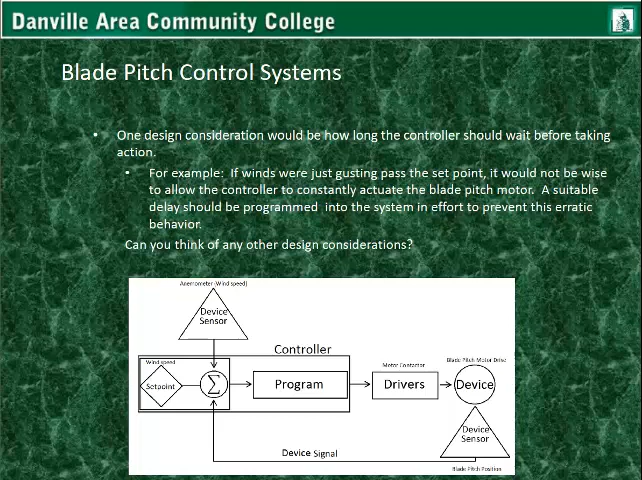 Danville Area Community College
Blade Pitch Control Systems
• One design consideration would be how long the controller should wait before taking
action.
• For example: If winds were just gusting pass the set point, it would not be wise
to allow the controller to constantly actuate the blade pitch motor. A suitable
delay should be programmed into the system in effort to prevent this erratic
behavior.
Can you think of any other design considerations?
Anemometer (Wind speed)
Device
Sensor
Controller
Wind speed
Setpoint
Σ
Program
Motor Contactor
Drivers
Blade Pitch Motor Drive
Device
Device
Sensor
Device Signal
Blade Pitch Position